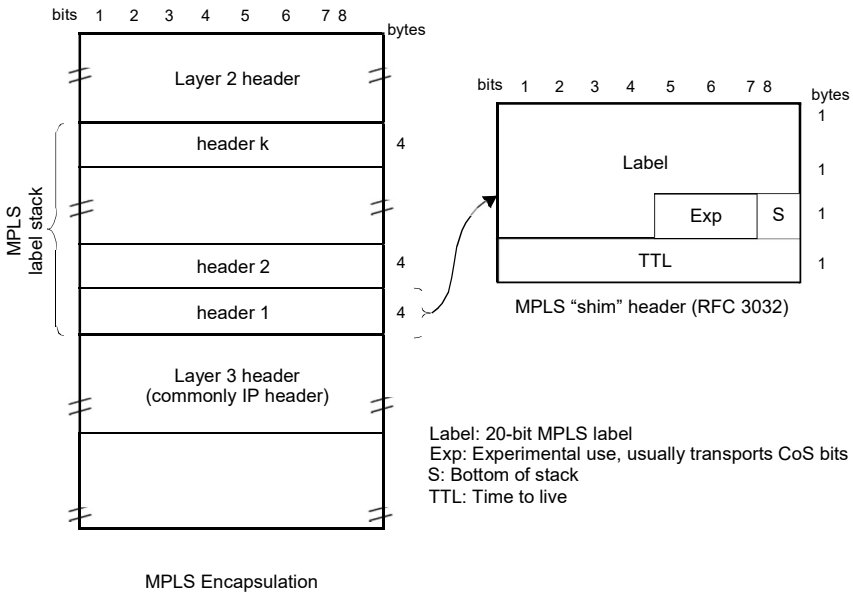 bits 1 2 3 4 5 6 7 8
bytes
Layer 2 header
header k 4
MPLS
label stack
header 2 4
header 1 4
Layer 3 header
(commonly IP header)
MPLS Encapsulation
bits 1 2 3 4 5 6 7 8
bytes
1
Label 1
Exp S 1
TTL 1
MPLS “shim” header (RFC 3032)
Label: 20-bit MPLS label
Exp: Experimental use, usually transports CoS bits
S: Bottom of stack
TTL: Time to live